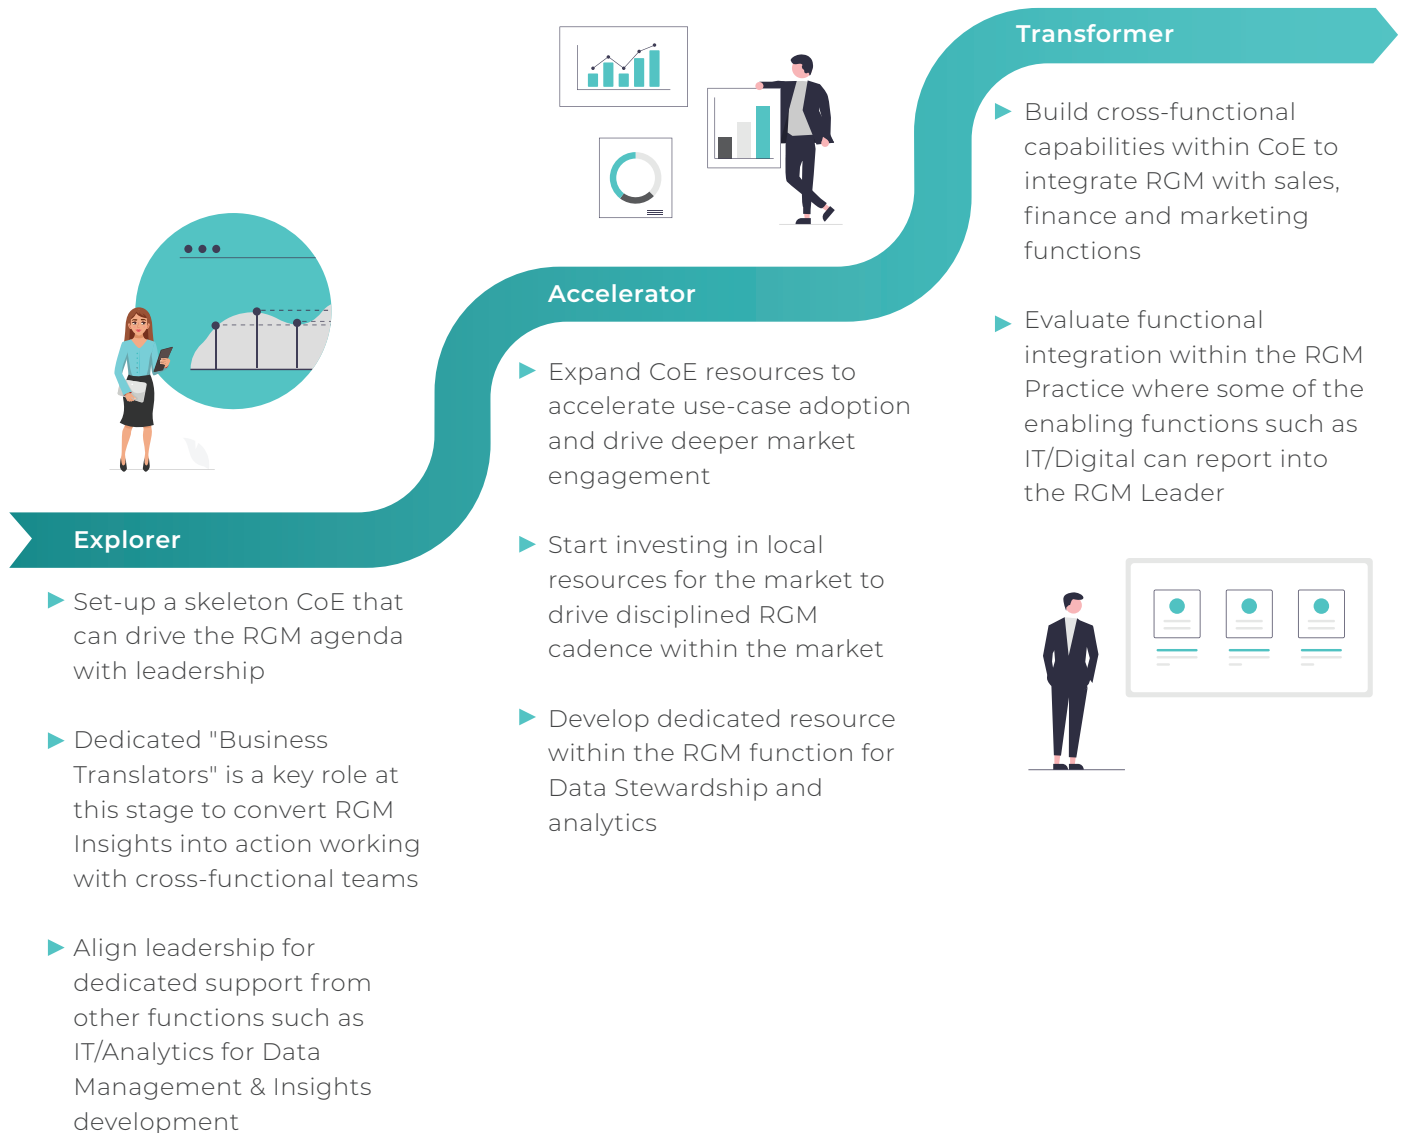 Explorer
Set-up a skeleton CoE that
can drive the RGM agenda
with leadership
Dedicated "Business
Translators" is a key role at
this stage to convert RGM
Insights into action working
with cross-functional teams
Align leadership for
dedicated support from
other functions such as
IT/Analytics for Data
Management & Insights
development
Accelerator
Expand CoE resources to
accelerate use-case adoption
and drive deeper market
engagement
Start investing in local
resources for the market to
drive disciplined RGM
cadence within the market
Develop dedicated resource
within the RGM function for
Data Stewardship and
analytics
Transformer
Build cross-functional
capabilities within CoE to
integrate RGM with sales,
finance and marketing
functions
Evaluate functional
integration within the RGM
Practice where some of the
enabling functions such as
IT/Digital can report into
the RGM Leader